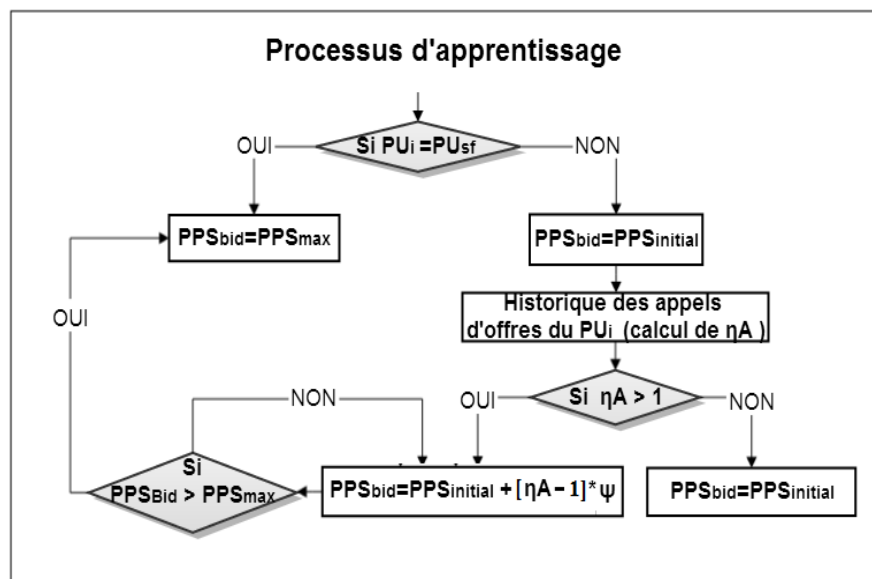 Processus d'apprentissage
Si PUi =PUsf
OUI
NON
PPSbid=PPSmax
PPSbid=PPSinitial
Historique des appels
d'offres du PUi (calcul de ηA )
OUI
Si ηA > 1
NON
OUI
NON
Si
PPSBid > PPSmax
PPSbid=PPSinitial + [ηA−1]* Ψ
PPSbid=PPSinitial